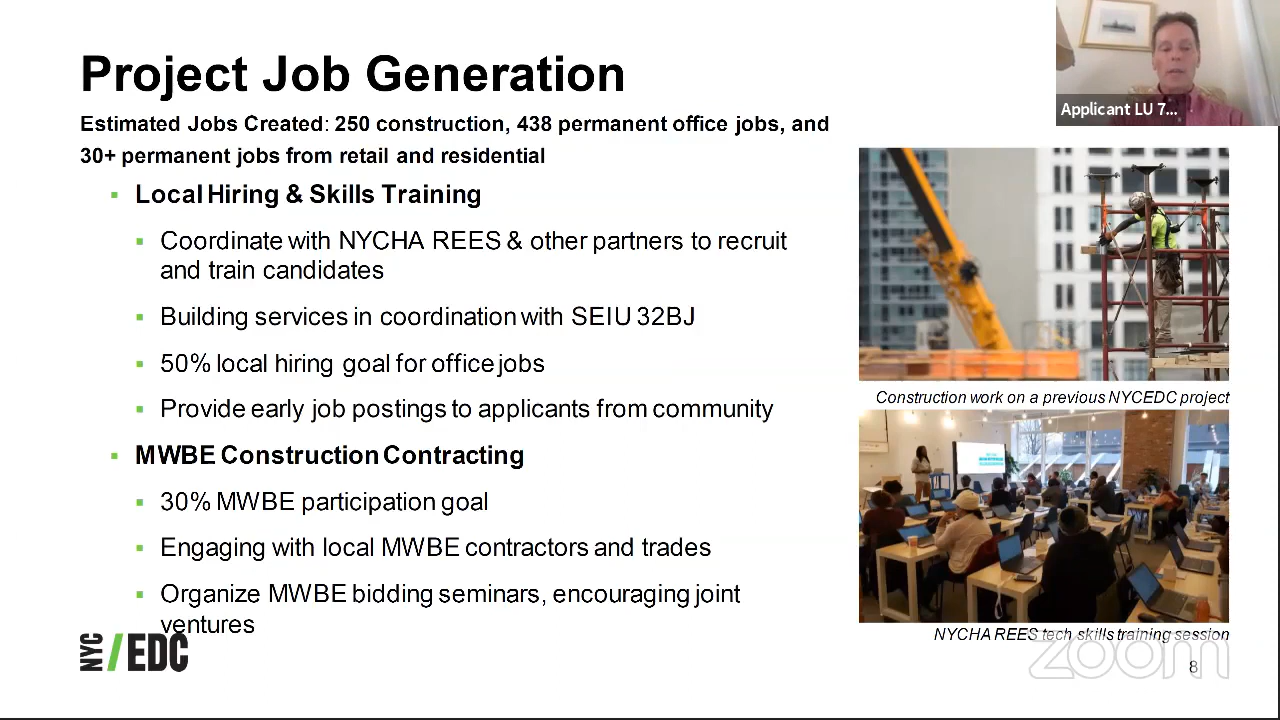 Project Job Generation
Applicant LU 7...
Estimated Jobs Created: 250 construction, 438 permanent office jobs, and
30+ permanent jobs from retail and residential
Local Hiring & Skills Training
Coordinate with NYCHA REES & other partners to recruit
and train candidates
Building services in coordination with SEIU 32BJ
50% local hiring goal for office jobs
Provide early job postings to applicants from community
MWBE Construction Contracting
30% MWBE participation goal
Engaging with local MWBE contractors and trades
Organize MWBE bidding seminars, encouraging joint
ventures
Construction work on a previous NYCEDC project
NYCHA REES tech skills training session
NYC / EDC
zoom
8